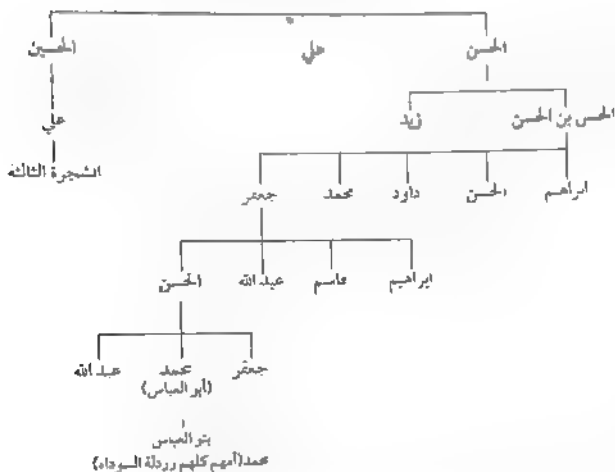 الحسن علي الحسين
الحسن بن الحسن زيد علي
الشجرة الثالثة
ابراهيم الحسن داود محمد جعفر
ابراهيم قاسم عبد الله الحسن
جعفر محمد عبد الله
(أبو العباس)
بنو العباس
محمد (أمهم كلهم وردلة السوداء)